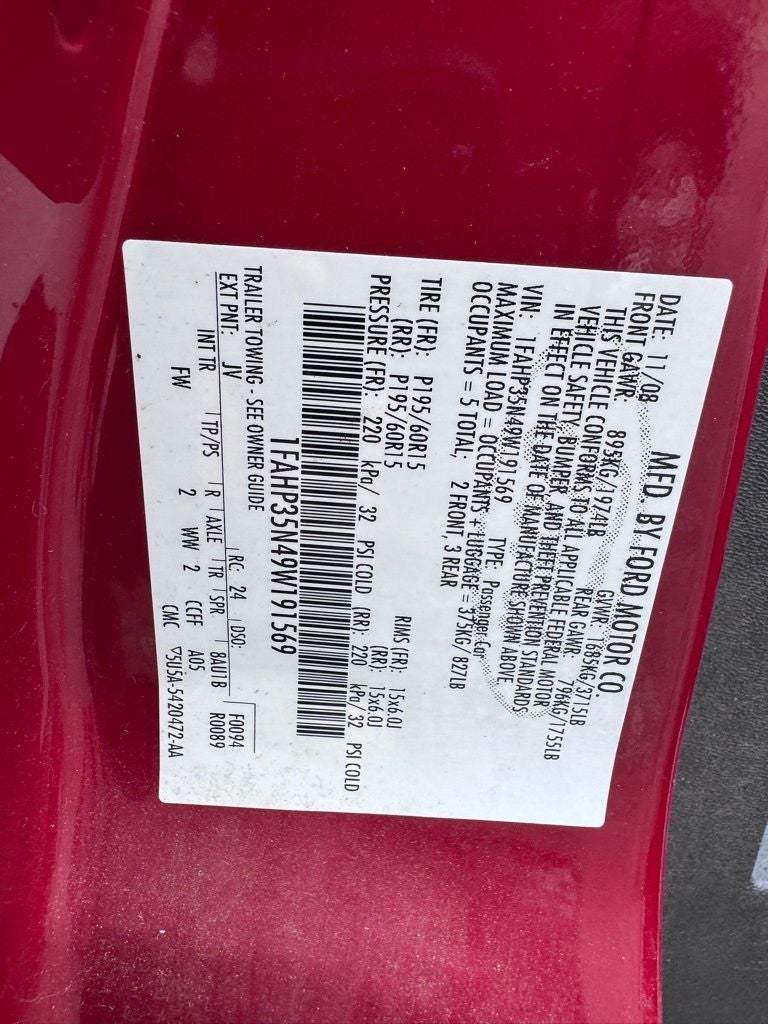 MFD. BY FORD MOTOR CO.
DATE: 11/08 GVWR: 1685KG/3715LB
FRONT GAWR: 895KG/1974LB REAR GAWR: 796KG/1755LB
THIS VEHICLE CONFORMS TO ALL APPLICABLE FEDERAL MOTOR
VEHICLE SAFETY, BUMPER, AND THEFT PREVENTION STANDARDS
IN EFFECT ON THE DATE OF MANUFACTURE SHOWN ABOVE.
VIN: 1FAHP35N49W191569 TYPE: Passenger Car
MAXIMUM LOAD = OCCUPANTS + LUGGAGE = 375KG/ 827LB
OCCUPANTS = 5 TOTAL, 2 FRONT, 3 REAR
TIRE (FR): P195/60R15 RIMS (FR): 15x6.0J
(RR): P195/60R15 (RR): 15x6.0J
PRESSURE (FR): 220 kPa/ 32 PSI COLD (RR): 220 kPa/ 32 PSI COLD
1FAHP35N49W191569
TRAILER TOWING - SEE OWNER GUIDE
EXT PNT: JV RC: 24 DSO: F0094
INT TR TP/PS R AXLE TR SPR 8AU1B R0089
FW 2 WW 2 CCFF A05
CMC ▽5U5A-5420472-AA